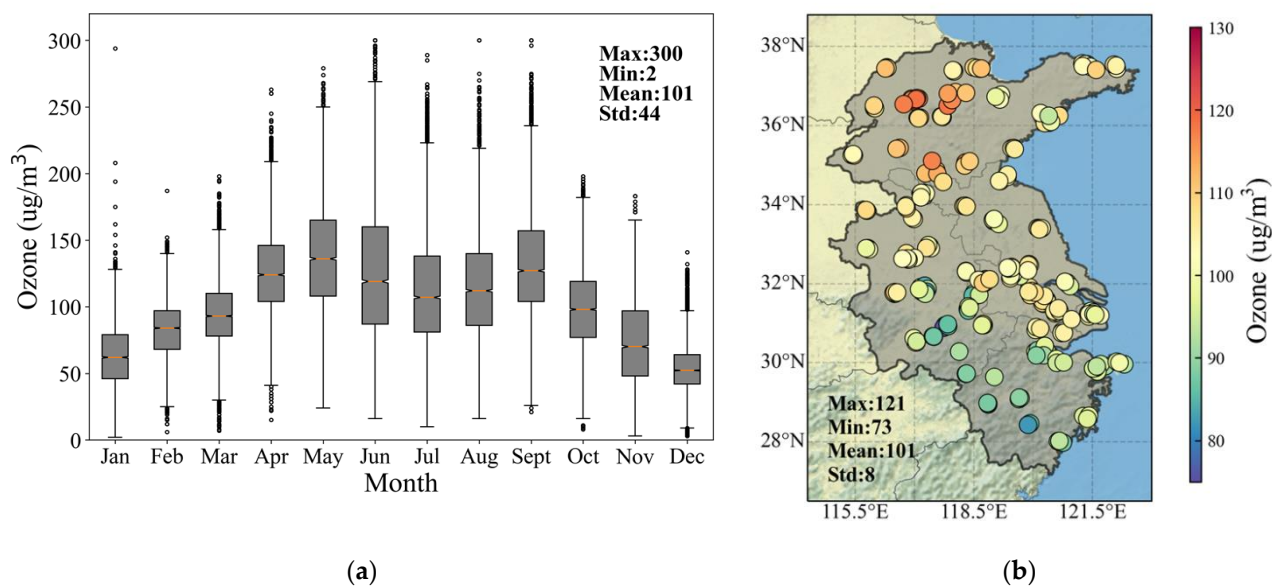 300
250
200
150
100
50
0
Ozone (ug/m³)
Max:300
Min:2
Mean:101
Std:44
Jan Feb Mar Apr May Jun Jul Aug Sept Oct Nov Dec
Month
(a)
38°N
36°N
34°N
32°N
30°N
28°N
Max:121
Min:73
Mean:101
Std:8
115.5°E 118.5°E 121.5°E
130
120
110
100
90
80
Ozone (ug/m³)
(b)